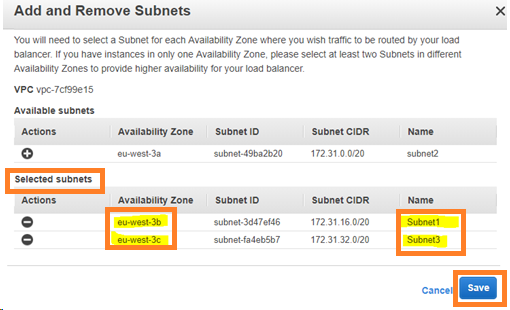 Add and Remove Subnets
You will need to select a Subnet for each Availability Zone where you wish traffic to be routed by your load
balancer. If you have instances in only one Availability Zone, please select at least two Subnets in different
Availability Zones to provide higher availability for your load balancer.
VPC vpc-7cf99e15
Available subnets
Actions Availability Zone Subnet ID Subnet CIDR Name
eu-west-3a subnet-49ba2b20 172.31.0.0/20 subnet2
Selected subnets
Actions Availability Zone Subnet ID Subnet CIDR Name
eu-west-3b subnet-3d47ef46 172.31.16.0/20 Subnet1
eu-west-3c subnet-fa4eb5b7 172.31.32.0/20 Subnet3
Cancel Save